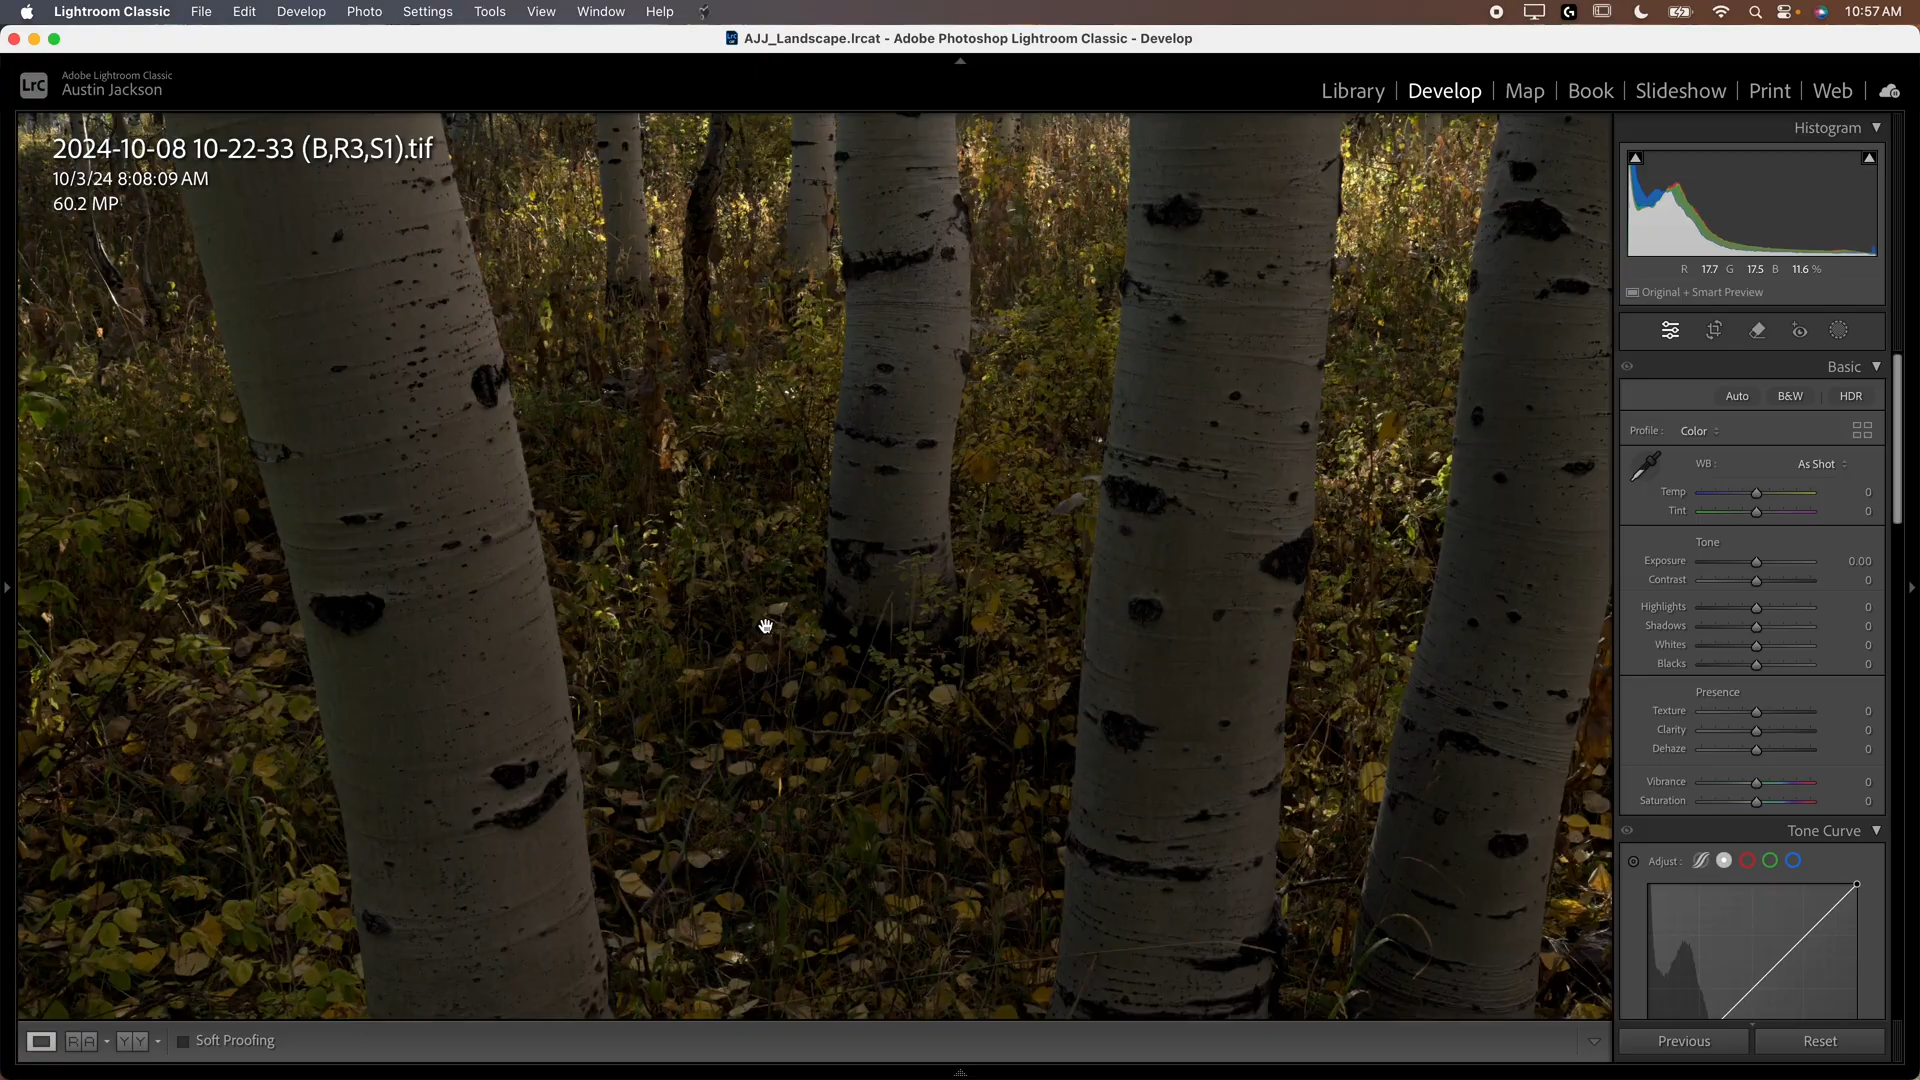 Lightroom Classic File Edit Develop Photo Settings Tools View Window Help 10:57 AM
AJJ_Landscape.lrcat - Adobe Photoshop Lightroom Classic - Develop
LrC
Adobe Lightroom Classic
Austin Jackson
Library | Develop | Map | Book | Slideshow | Print | Web
2024-10-08 10-22-33 (B,R3,S1).tif
10/3/24 8:08:09 AM
60.2 MP
Histogram
R 17.7 G 17.5 B 11.6 %
Original + Smart Preview
Basic
Auto B&W | HDR
Profile : Color
WB : As Shot
Temp 0
Tint 0
Tone
Exposure 0.00
Contrast 0
Highlights 0
Shadows 0
Whites 0
Blacks 0
Presence
Texture 0
Clarity 0
Dehaze 0
Vibrance 0
Saturation 0
Tone Curve
Adjust :
R A Y Y Soft Proofing
Previous Reset